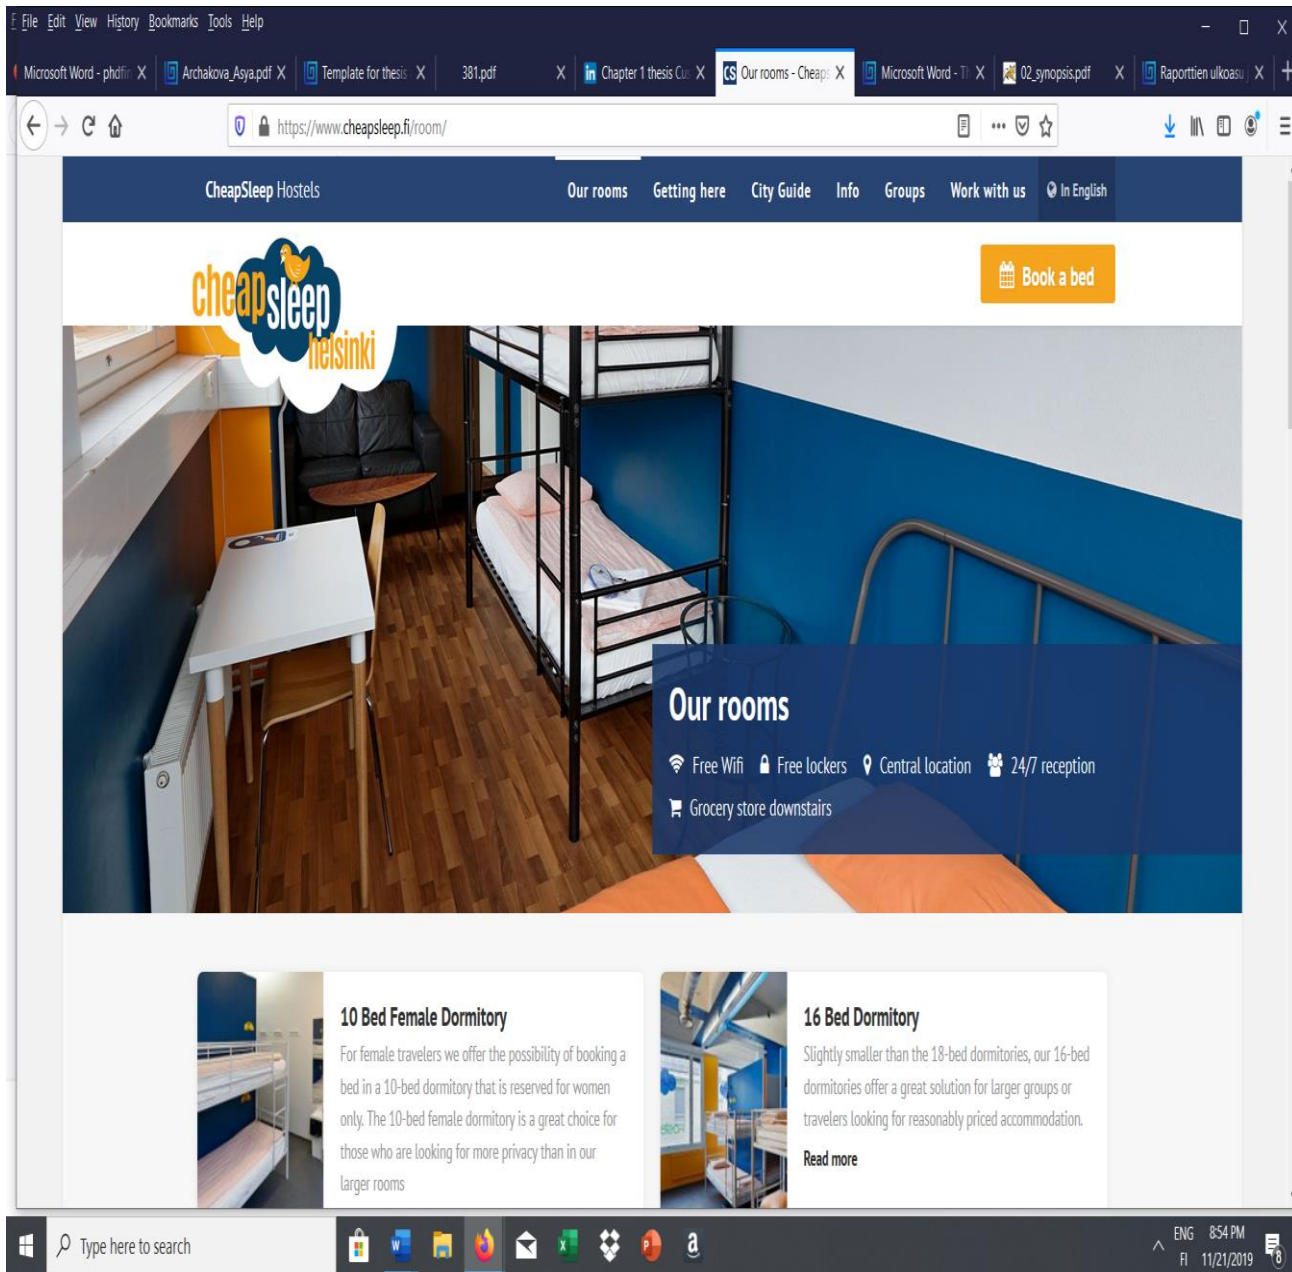 File Edit View History Bookmarks Tools Help
Microsoft Word - phdfin X Archakova_Asya.pdf X Template for thesis X 381.pdf X Chapter 1 thesis Cus X CS Our rooms - Cheaps X Microsoft Word - Th X 02_synopsis.pdf X Raporttien ulkoasu j X +
https://www.cheapsleep.fi/room/
CheapSleep Hostels Our rooms Getting here City Guide Info Groups Work with us In English
cheap
sleep
helsinki
Book a bed
Our rooms
Free Wifi Free lockers Central location 24/7 reception
Grocery store downstairs
10 Bed Female Dormitory
For female travelers we offer the possibility of booking a
bed in a 10-bed dormitory that is reserved for women
only. The 10-bed female dormitory is a great choice for
those who are looking for more privacy than in our
larger rooms
16 Bed Dormitory
Slightly smaller than the 18-bed dormitories, our 16-bed
dormitories offer a great solution for larger groups or
travelers looking for reasonably priced accommodation.
Read more
Type here to search
ENG 8:54 PM
FI 11/21/2019 8